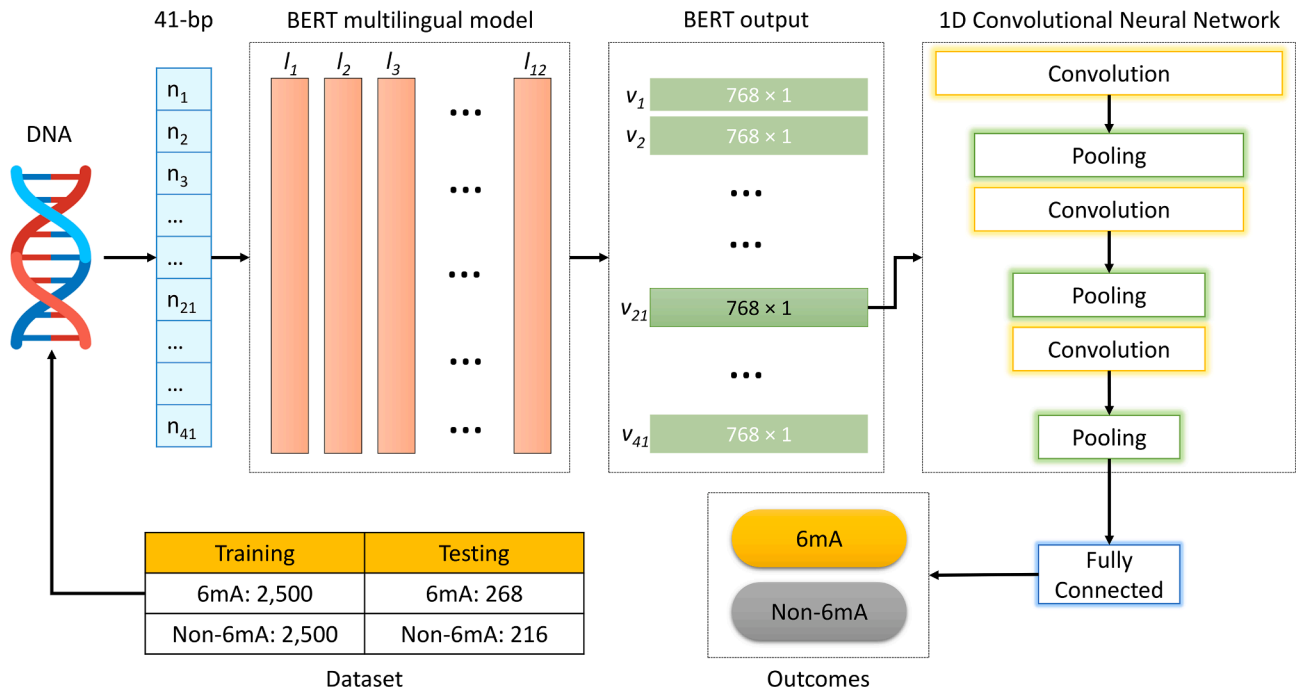 41-bp
BERT multilingual model
BERT output
1D Convolutional Neural Network
DNA
n1
n2
n3
...
...
n21
...
...
n41
l1 l2 l3 l12
...
...
...
...
...
v1 768 × 1
v2 768 × 1
...
...
v21 768 × 1
...
v41 768 × 1
Convolution
Pooling
Convolution
Pooling
Convolution
Pooling
Fully
Connected
6mA
Non-6mA
Outcomes
Training Testing
6mA: 2,500 6mA: 268
Non-6mA: 2,500 Non-6mA: 216
Dataset